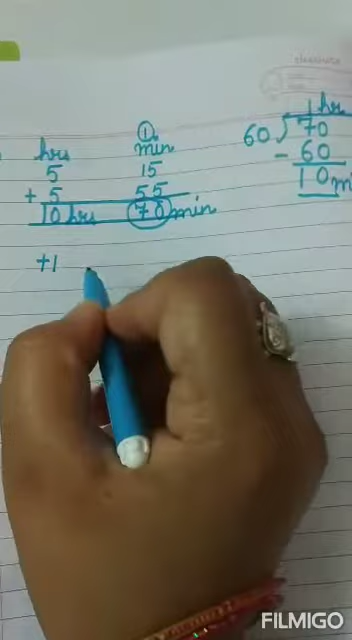 ①
hrs min
5 15
+ 5 55
10 hrs 70 min
+1
1 hr
60 ) 70
- 60
10 m
FILMIGO